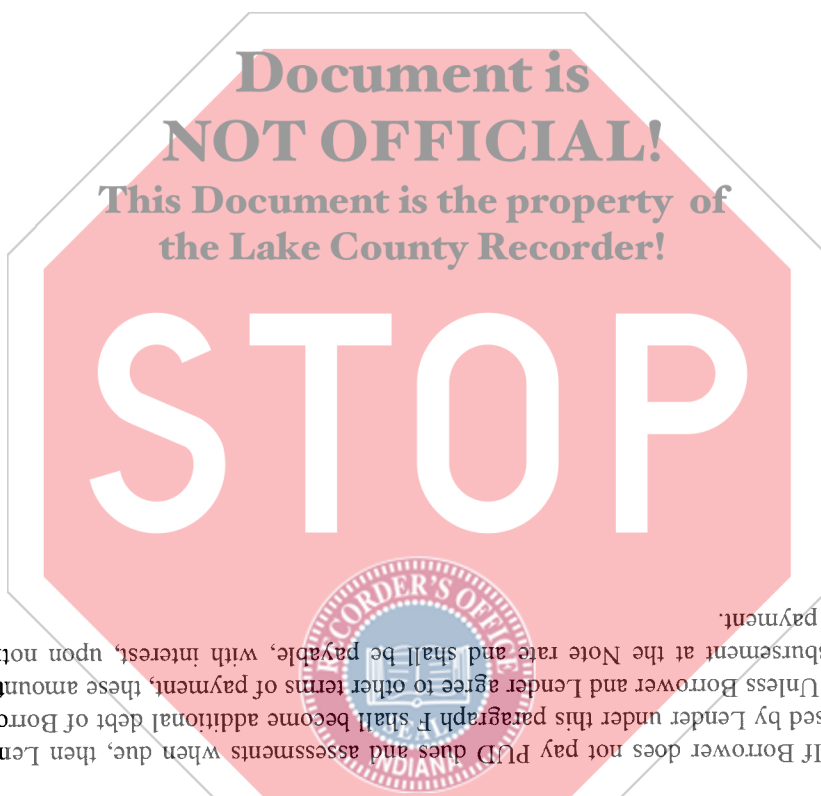 Document is
NOT OFFICIAL!
This Document is the property of
the Lake County Recorder!
STOP
RECORDER'S OFFICE
SEAL
INDIANA
If Borrower does not pay PUD dues and assessments when due, then Len
sed by Lender under this paragraph F shall become additional debt of Borro
Unless Borrower and Lender agree to other terms of payment, these amount
bursement at the Note rate and shall be payable, with interest, upon not
payment.